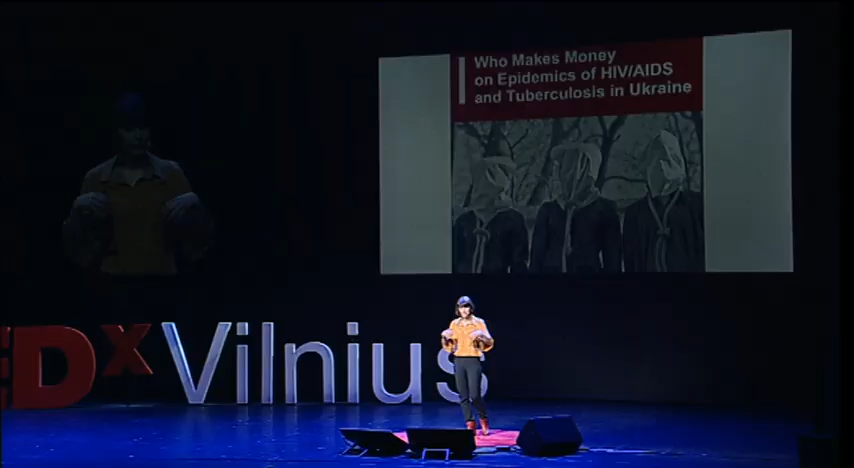 Who Makes Money
on Epidemics of HIV/AIDS
and Tuberculosis in Ukraine
EDx Vilnius